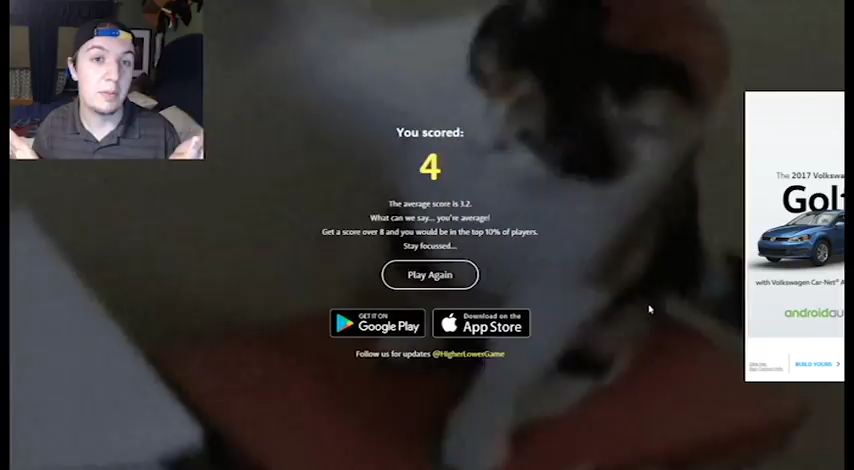 You scored:
4
The average score is 3.2.
What can we say.... you're average!
Get a score over 8 and you would be in the top 10% of players.
Stay focussed...
Play Again
GET IT ON
Google Play
Download on the
App Store
Follow us for updates @HigherLowerGame
The 2017 Volkswa
Gol
with Volkswagen Car-Net® A
androidau
BUILD YOURS >